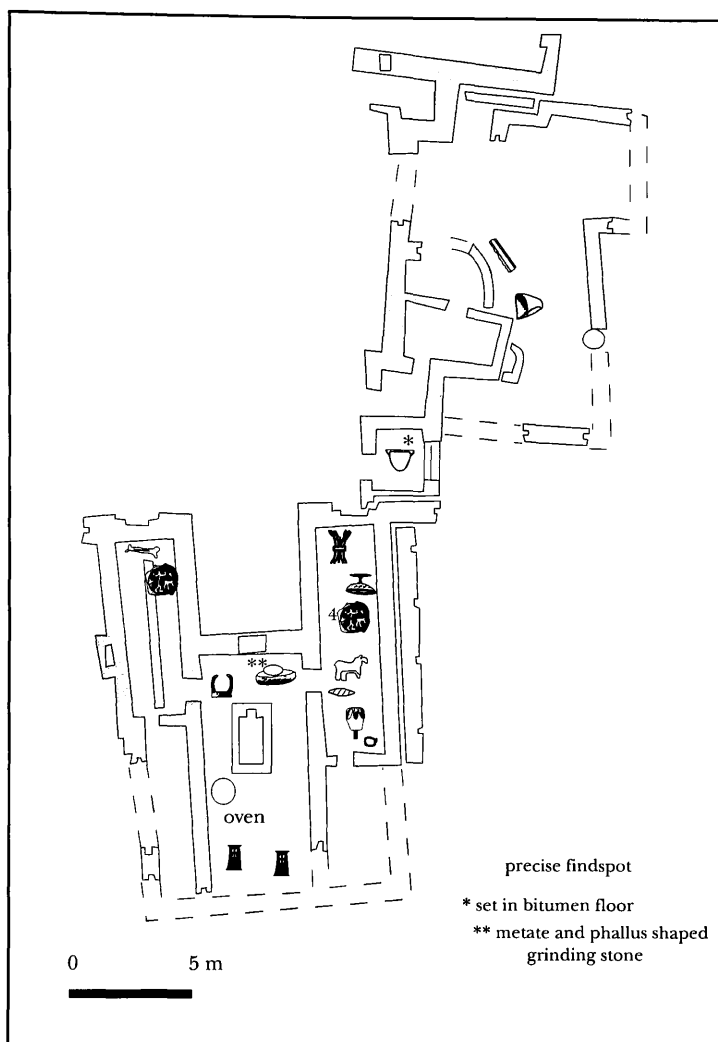 *
4
**
oven
precise findspot
* set in bitumen floor
** metate and phallus shaped
grinding stone
0 5 m